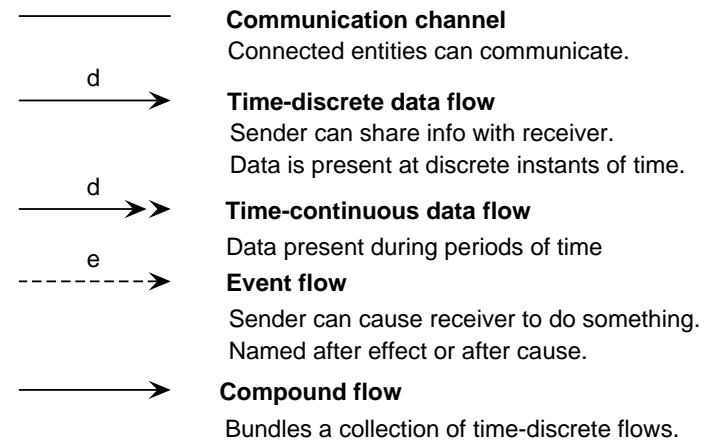 Communication channel
Connected entities can communicate.
d
Time-discrete data flow
Sender can share info with receiver.
Data is present at discrete instants of time.
d
Time-continuous data flow
Data present during periods of time
e
Event flow
Sender can cause receiver to do something.
Named after effect or after cause.
Compound flow
Bundles a collection of time-discrete flows.